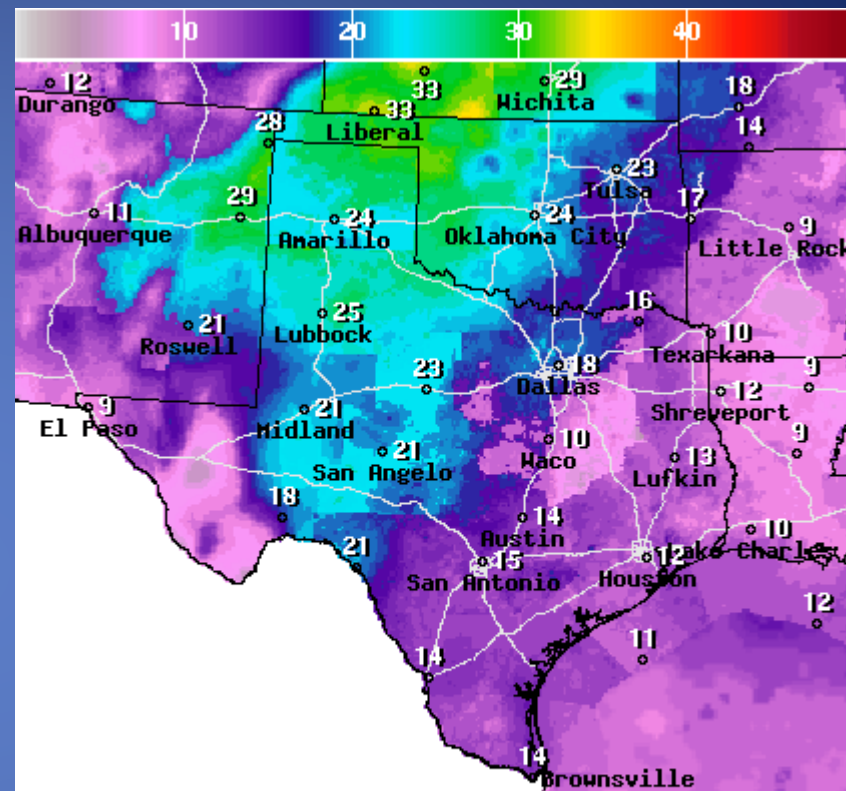 10 20 30 40
12
Durango
33
29
Wichita
18
33
Liberal
28
14
23
Tulsa
11
Albuquerque
29
24
Amarillo
24
Oklahoma City
17
9
Little Rock
21
Roswell
25
Lubbock
16
10
Texarkana
18
Dallas
23
9
El Paso
21
Midland
12
Shreveport
9
21
San Angelo
10
Waco
13
Lufkin
9
18
14
Austin
10
Lake Charles
21
15
San Antonio
12
Houston
12
11
14
14
Brownsville